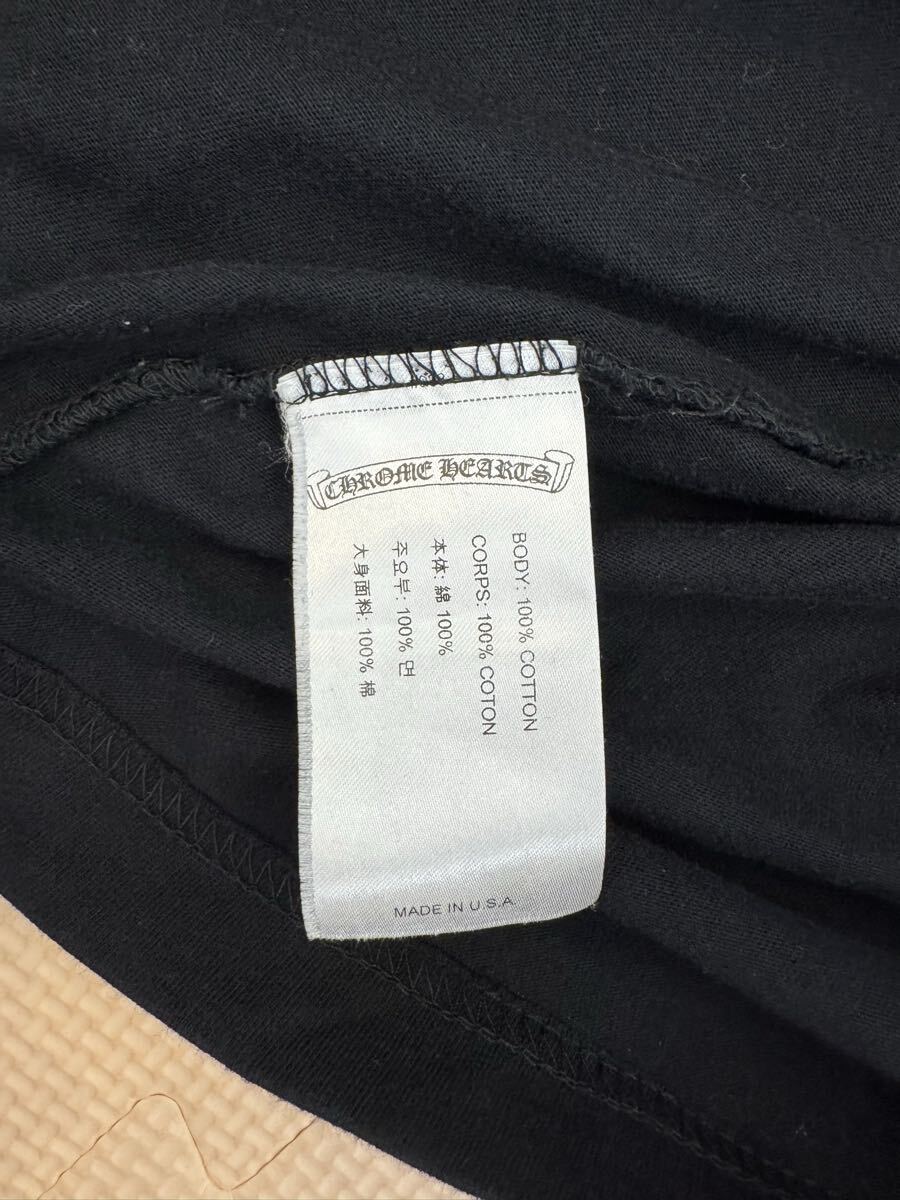 CHROME HEARTS
BODY: 100% COTTON
CORPS: 100% COTON
本体: 綿 100%
주요부: 100% 면
大身面料: 100% 棉
MADE IN U.S.A.